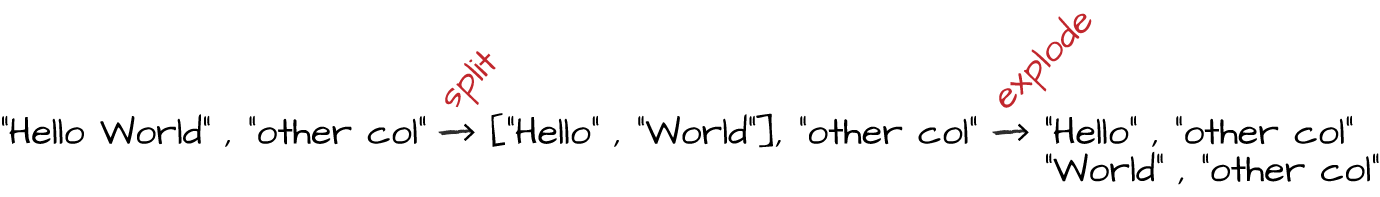 split
explode
"Hello World" , "other col" → ["Hello" , "World"], "other col" → "Hello" , "other col"
"World" , "other col"